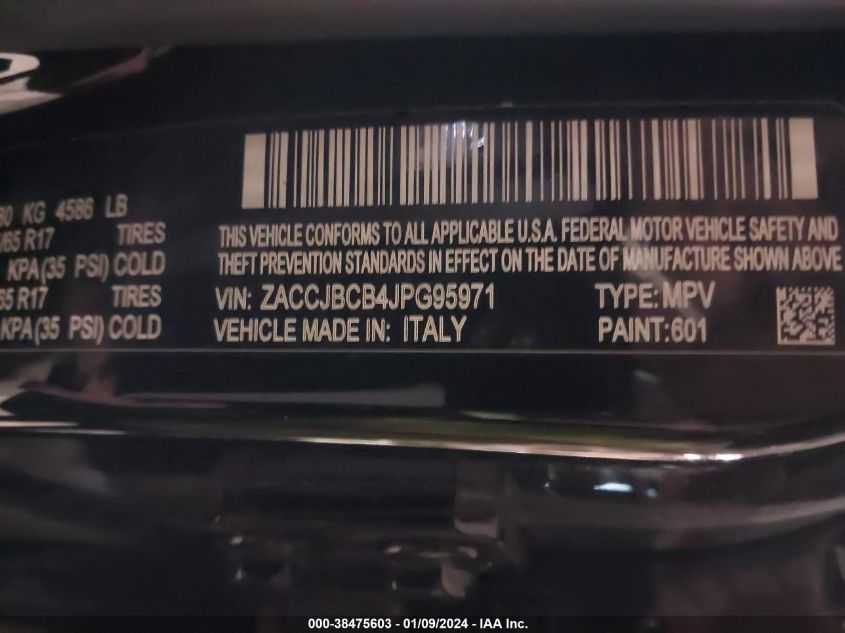 80 KG 4586 LB
/65 R17 TIRES
KPA(35 PSI) COLD
65 R17 TIRES
KPA(35 PSI) COLD
THIS VEHICLE CONFORMS TO ALL APPLICABLE U.S.A. FEDERAL MOTOR VEHICLE SAFETY AND
THEFT PREVENTION STANDARDS IN EFFECT ON THE DATE OF MANUFACTURE SHOWN ABOVE
VIN: ZACCJBCB4JPG95971 TYPE:MPV
VEHICLE MADE IN: ITALY PAINT:601
000-38475603 - 01/09/2024 - IAA Inc.